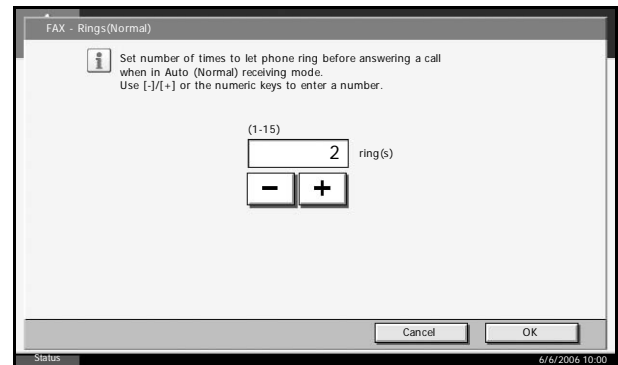 FAX - Rings(Normal)
Set number of times to let phone ring before answering a call
when in Auto (Normal) receiving mode.
Use [-]/[+] or the numeric keys to enter a number.
(1-15)
2 ring(s)
− +
Cancel OK
Status 6/6/2006 10:00